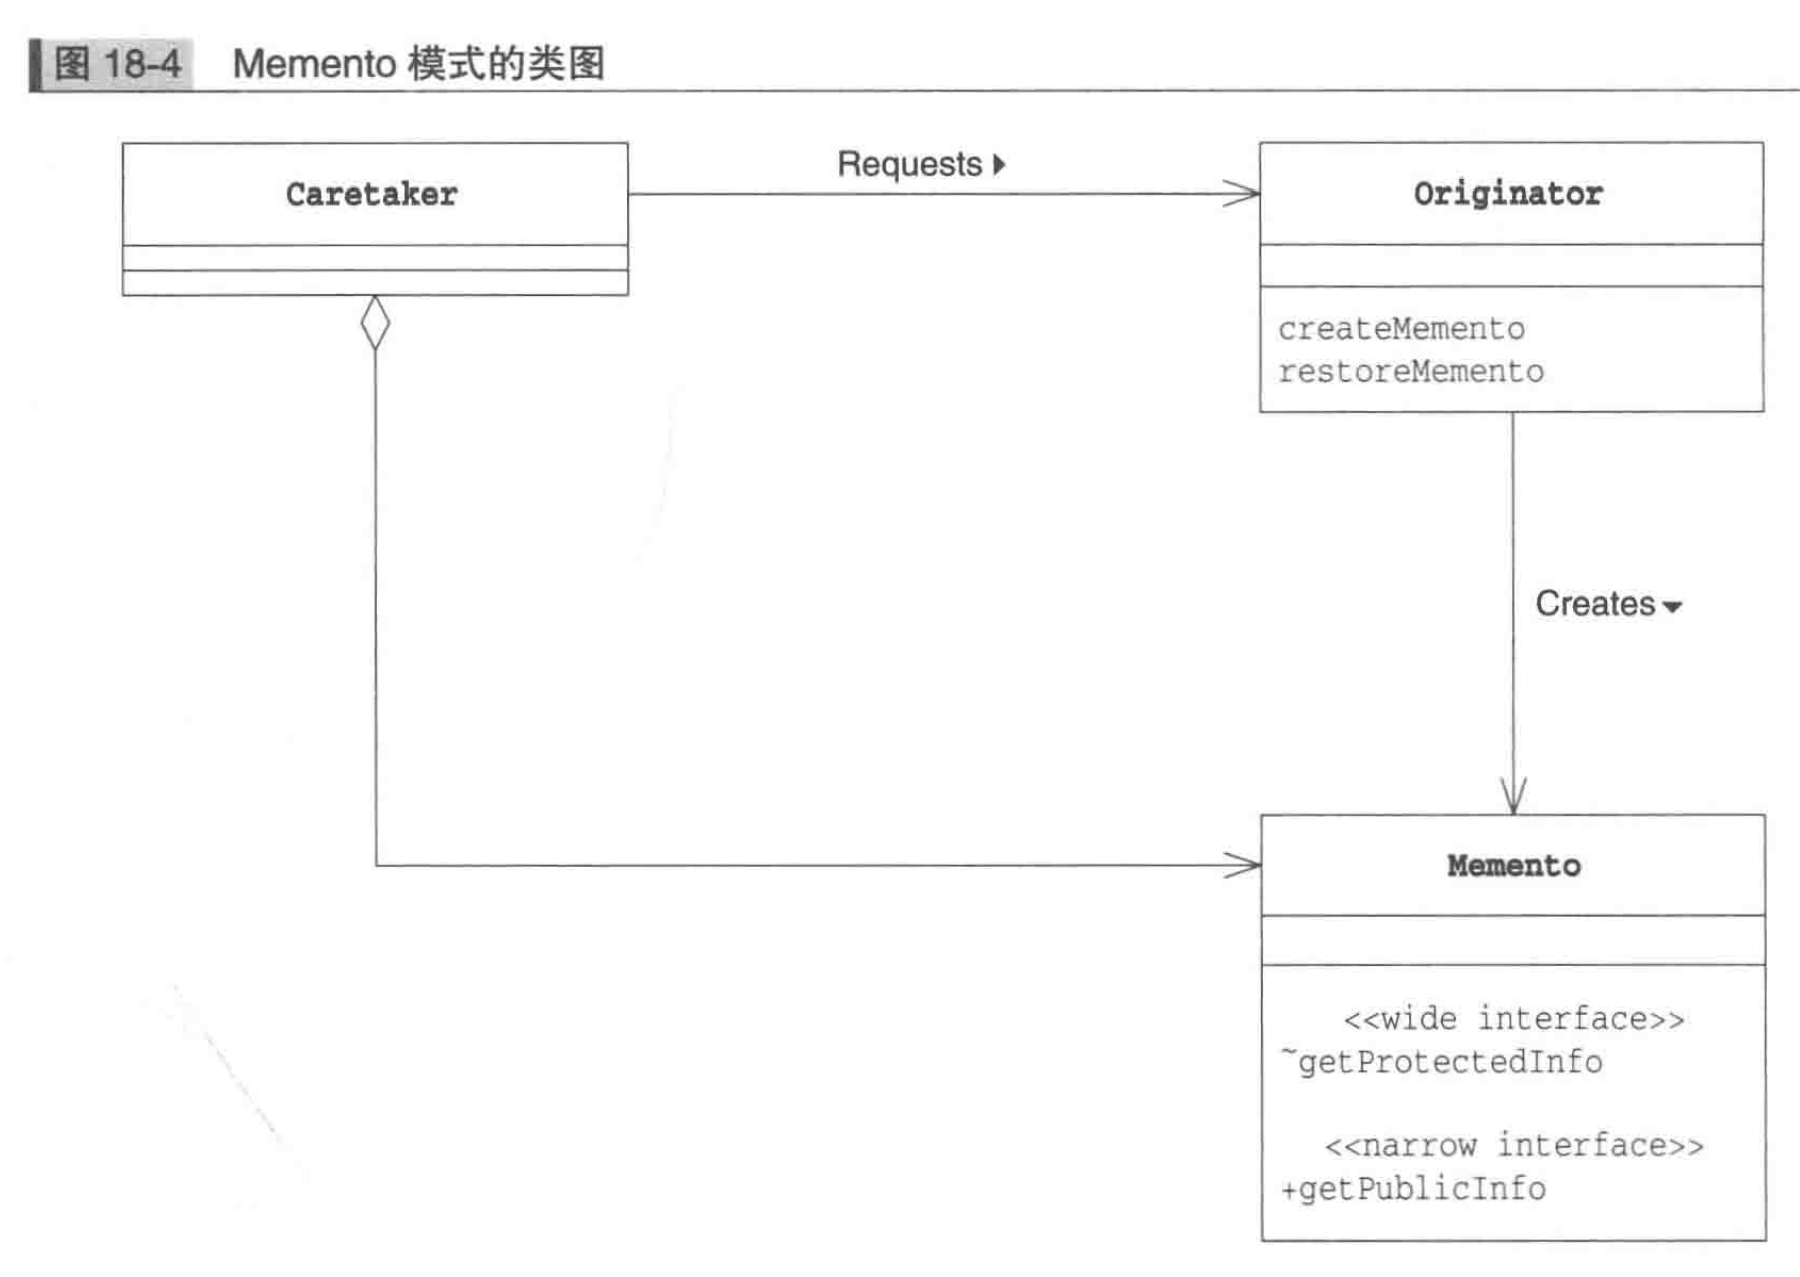 图 18-4 Memento 模式的类图
Caretaker
Requests
Originator
createMemento
restoreMemento
Creates
Memento
<<wide interface>>
~getProtectedInfo
<<narrow interface>>
+getPublicInfo